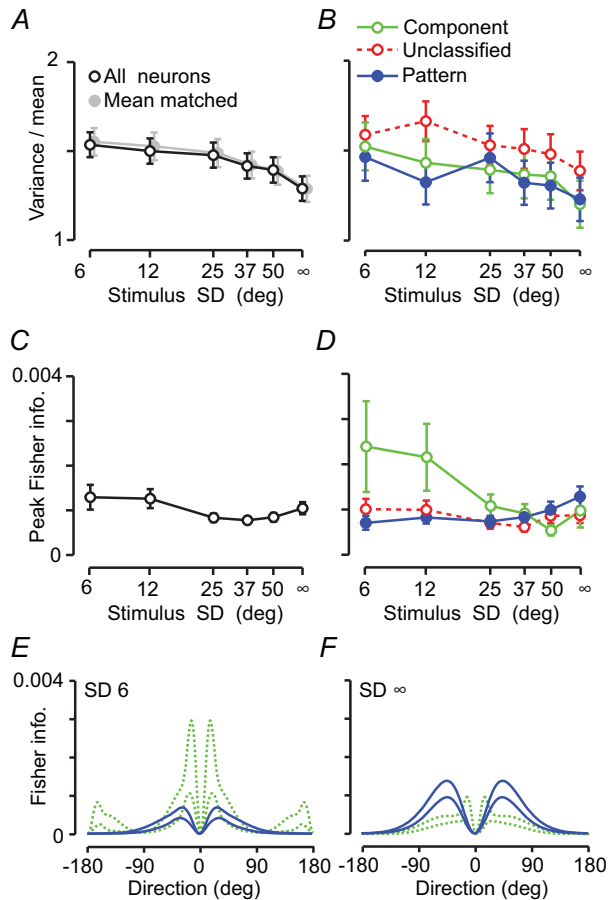 A
B
2
1
Variance / mean
All neurons
Mean matched
Component
Unclassified
Pattern
6 12 25 37 50 ∞
Stimulus SD (deg)
6 12 25 37 50 ∞
Stimulus SD (deg)
C
D
0.004
0
Peak Fisher info.
6 12 25 37 50 ∞
Stimulus SD (deg)
6 12 25 37 50 ∞
Stimulus SD (deg)
E
F
0.004
0
Fisher info.
SD 6
SD ∞
-180 -90 0 90 180
Direction (deg)
-180 -90 0 90 180
Direction (deg)